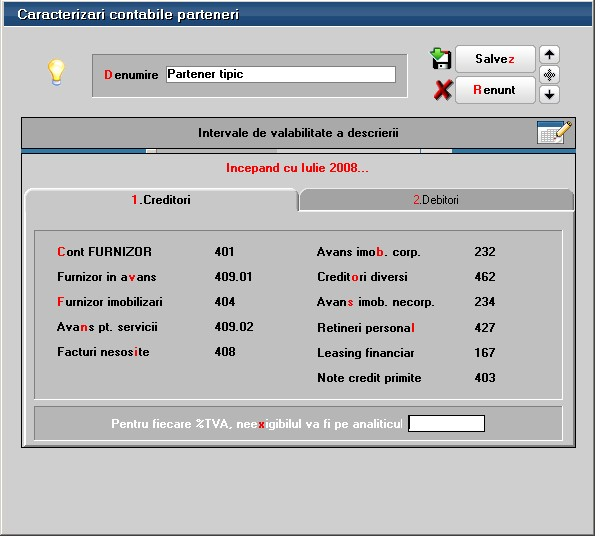 Caracterizari contabile parteneri
Denumire Partener tipic
Salvez
Renunt
Intervale de valabilitate a descrierii
Incepand cu Iulie 2008...
1.Creditori
2.Debitori
Cont FURNIZOR 401
Furnizor in avans 409.01
Furnizor imobilizari 404
Avans pt. servicii 409.02
Facturi nesosite 408
Avans imob. corp. 232
Creditori diversi 462
Avans imob. necorp. 234
Retineri personal 427
Leasing financiar 167
Note credit primite 403
Pentru fiecare %TVA, neexigibilul va fi pe analiticul